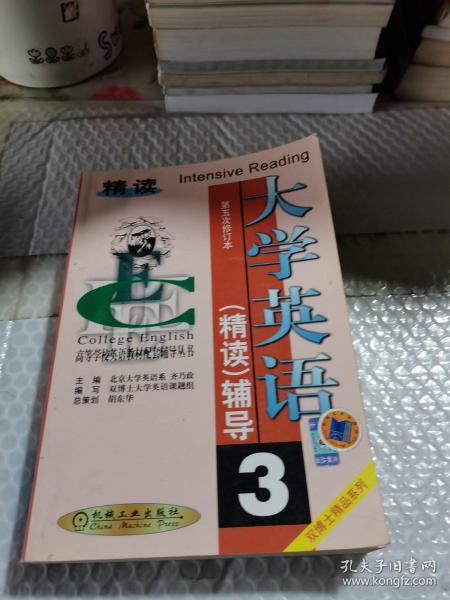 精读
Intensive Reading
大学英语
第五次修订本
(精读)辅导
3
E
C
College English
高等学校英语教材配套辅导丛书
主编 北京大学英语系 齐乃政
编写 双博士大学英语课题组
总策划 胡东华
机械工业出版社
China Machine Press
双博士精品系列
孔夫子旧书网
www.kongfz.com